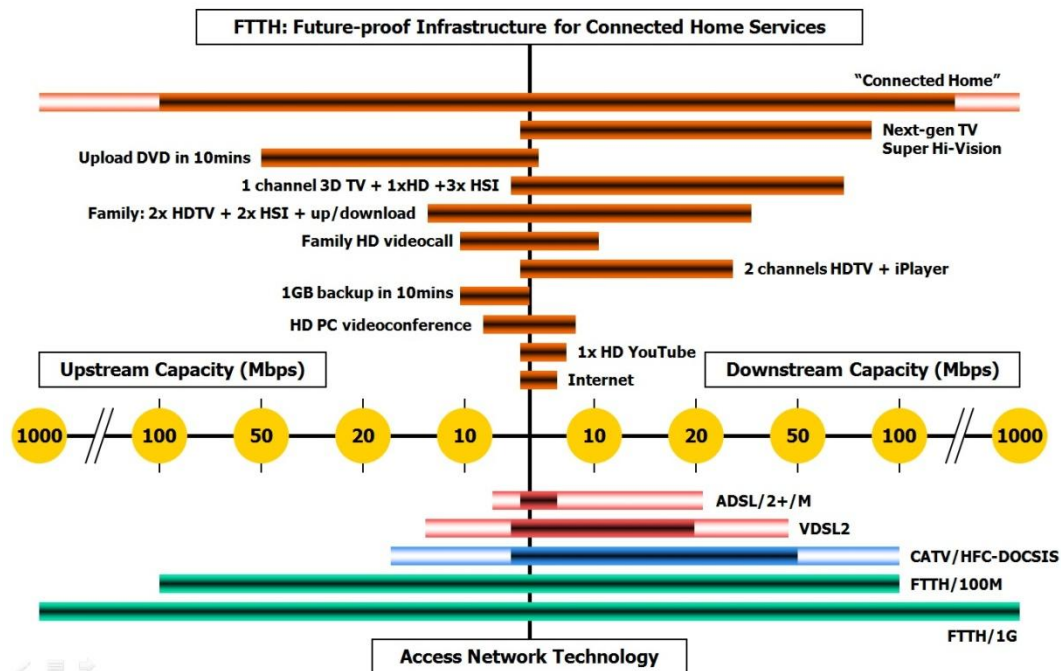 FTTH: Future-proof Infrastructure for Connected Home Services
"Connected Home"
Next-gen TV
Super Hi-Vision
Upload DVD in 10mins
1 channel 3D TV + 1xHD +3x HSI
Family: 2x HDTV + 2x HSI + up/download
Family HD videocall
2 channels HDTV + iPlayer
1GB backup in 10mins
HD PC videoconference
1x HD YouTube
Internet
Upstream Capacity (Mbps)
Downstream Capacity (Mbps)
1000 100 50 20 10 10 20 50 100 1000
ADSL/2+/M
VDSL2
CATV/HFC-DOCSIS
FTTH/100M
FTTH/1G
Access Network Technology